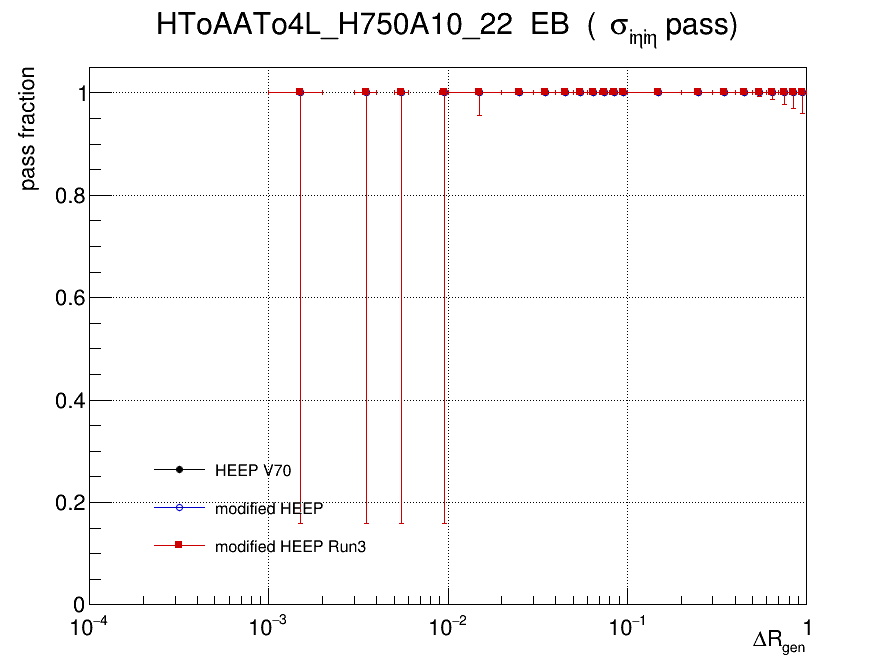 HToAATo4L_H750A10_22 EB ( σiηiη pass)
pass fraction
1
0.8
0.6
0.4
0.2
0
HEEP V70
modified HEEP
modified HEEP Run3
10−4 10−3 10−2 10−1 1
ΔRgen